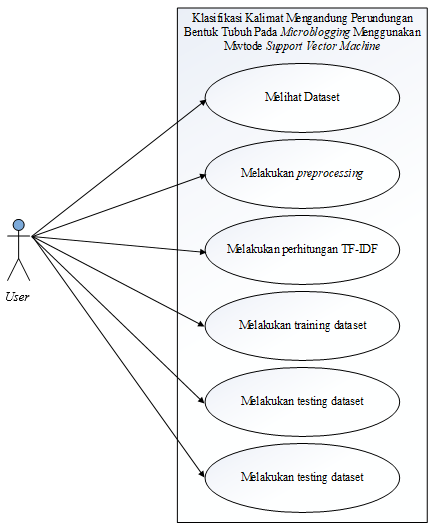 Klasifikasi Kalimat Mengandung Perundungan
Bentuk Tubuh Pada Microblogging Menggunakan
Mvtode Support Vector Machine
Melihat Dataset
Melakukan preprocessing
Melakukan perhitungan TF-IDF
Melakukan training dataset
Melakukan testing dataset
Melakukan testing dataset
User